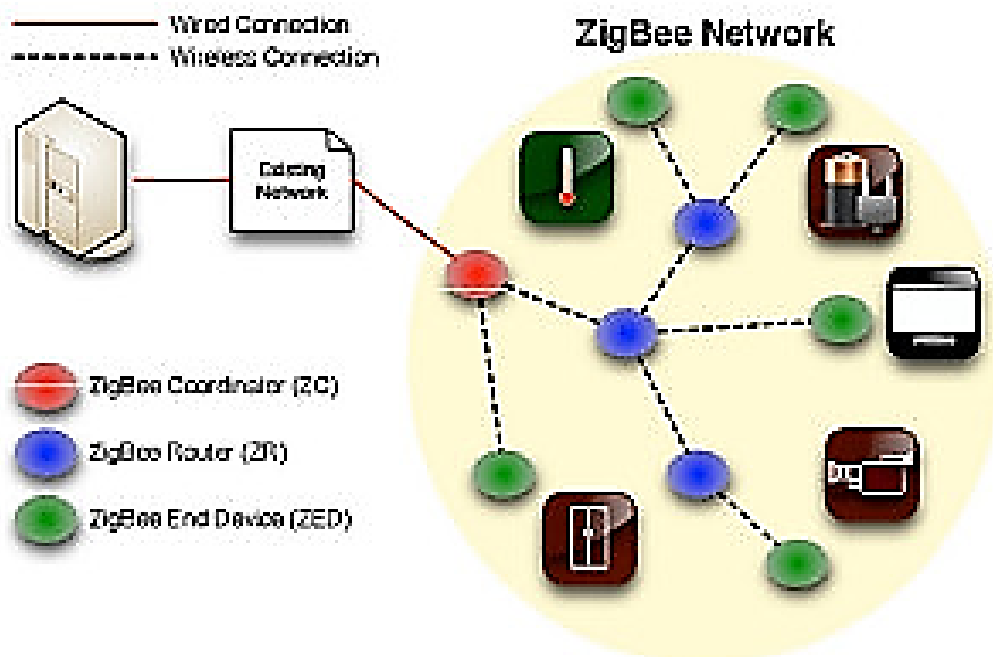 Wired Connection
Wireless Connection
ZigBee Network
Existing
Network
ZigBee Coordinator (ZC)
ZigBee Router (ZR)
ZigBee End Device (ZED)